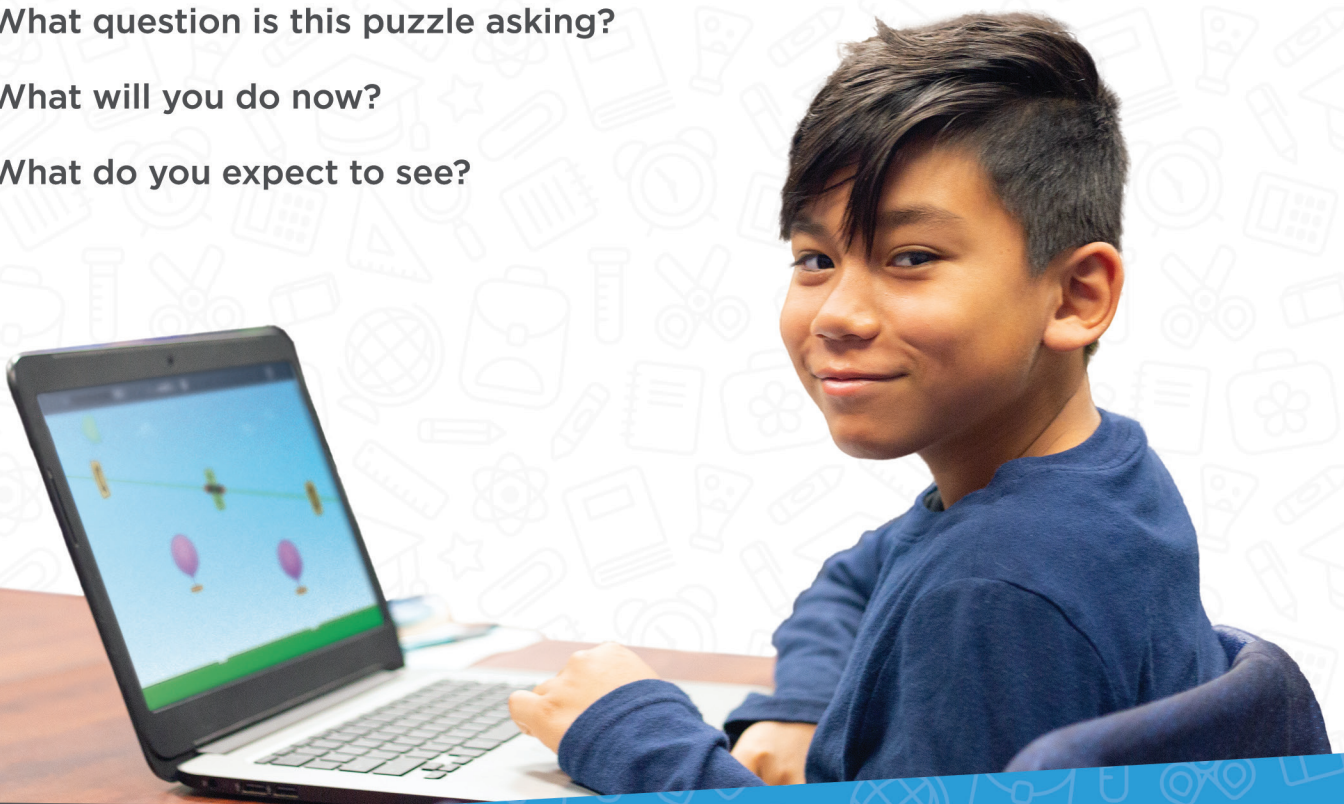 What question is this puzzle asking?
What will you do now?
What do you expect to see?